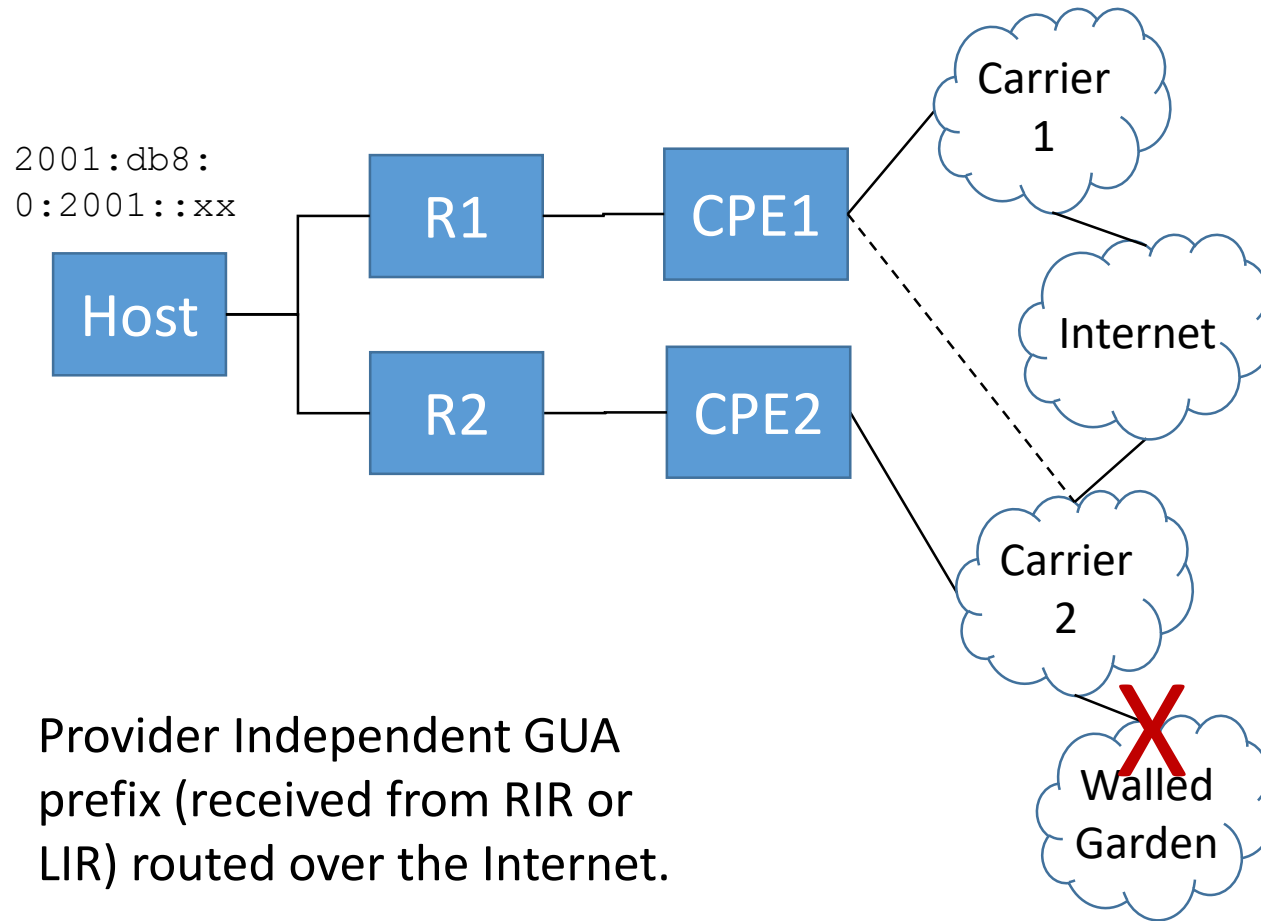 Carrier
1
2001:db8:
0:2001::xx
R1
CPE1
Host
Internet
R2
CPE2
Carrier
2
X
Provider Independent GUA
prefix (received from RIR or
LIR) routed over the Internet.
Walled
Garden